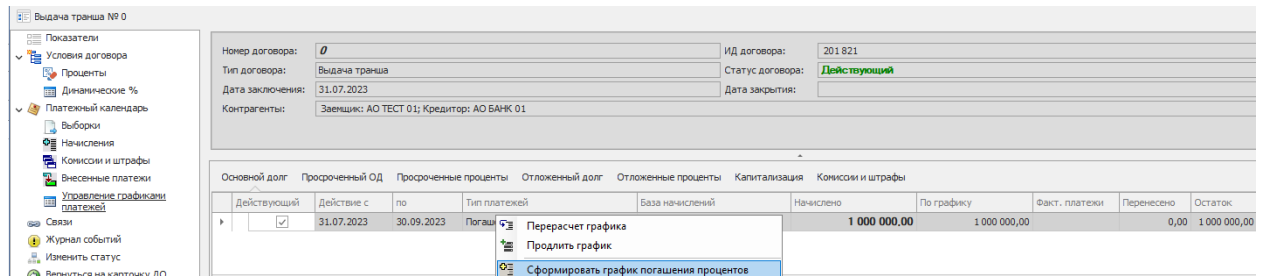 Выдача транша № 0
Показатели
Условия договора
Проценты
Динамические %
Платежный календарь
Выборки
Начисления
Комиссии и штрафы
Внесенные платежи
Управление графиками
платежей
Связи
Журнал событий
Изменить статус
Вернуться на карточку ДО
Номер договора: 0 ИД договора: 201 821
Тип договора: Выдача транша Статус договора: Действующий
Дата заключения: 31.07.2023 Дата закрытия:
Контрагенты: Заемщик: АО ТЕСТ 01; Кредитор: АО БАНК 01
Основной долг Просроченный ОД Просроченные проценты Отложенный долг Отложенные проценты Капитализация Комиссии и штрафы
Действующий Действие с по Тип платежей База начислений Начислено По графику Факт. платежи Перенесено Остаток
31.07.2023 30.09.2023 1 000 000,00 1 000 000,00 0,00 1 000 000,00
Перерасчет графика
Продлить график
Сформировать график погашения процентов